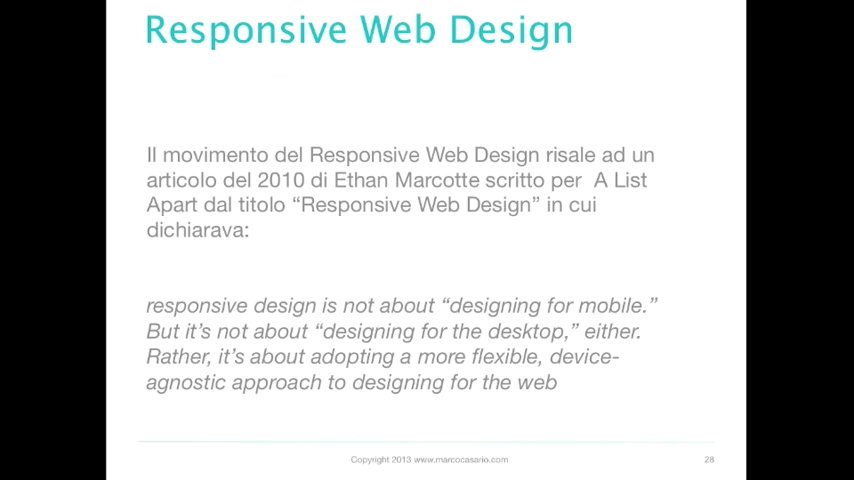 Responsive Web Design
Il movimento del Responsive Web Design risale ad un
articolo del 2010 di Ethan Marcotte scritto per  A List
Apart dal titolo “Responsive Web Design” in cui
dichiarava:
responsive design is not about “designing for mobile.”
But it’s not about “designing for the desktop,” either.
Rather, it’s about adopting a more flexible, device-
agnostic approach to designing for the web
Copyright 2013 www.marcocasario.com
28